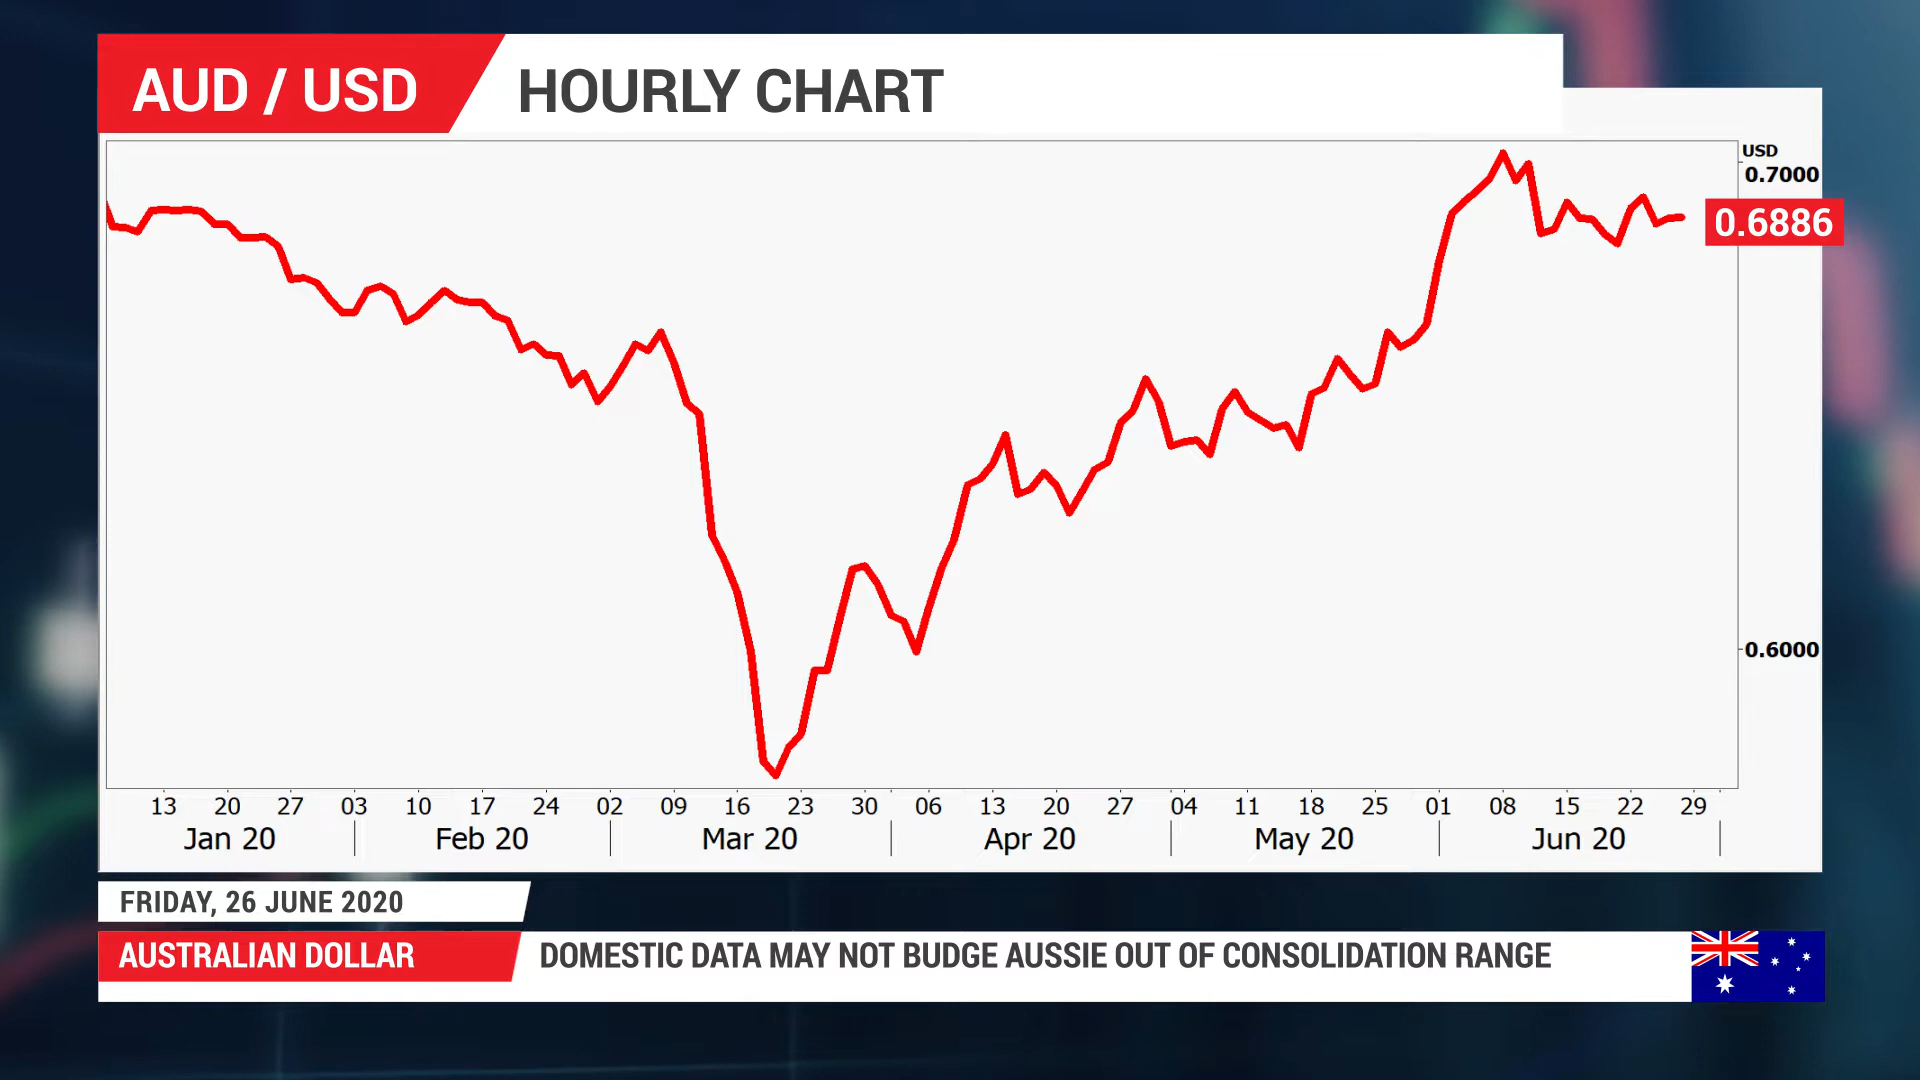 AUD / USD
HOURLY CHART
USD
0.7000
0.6886
0.6000
13 20 27 03 10 17 24 02 09 16 23 30 06 13 20 27 04 11 18 25 01 08 15 22 29
Jan 20 Feb 20 Mar 20 Apr 20 May 20 Jun 20
FRIDAY, 26 JUNE 2020
AUSTRALIAN DOLLAR
DOMESTIC DATA MAY NOT BUDGE AUSSIE OUT OF CONSOLIDATION RANGE